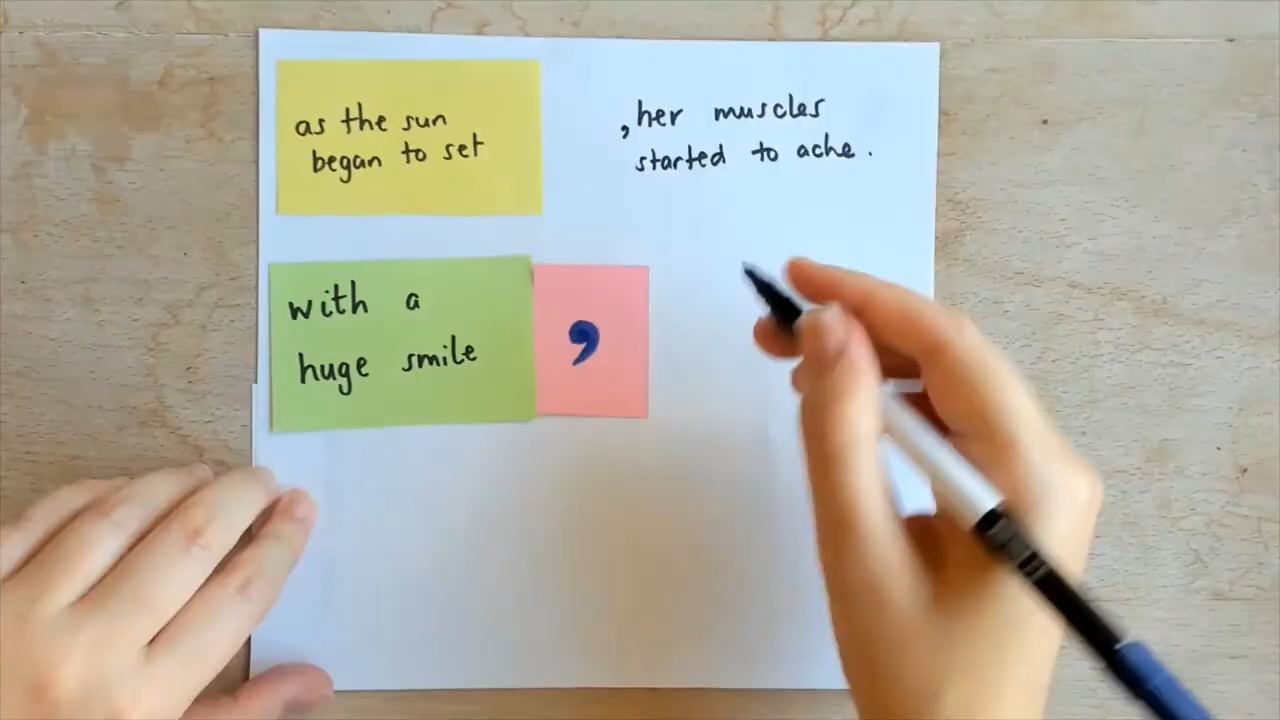 as the sun
began to set
,her muscles
started to ache.
with a
huge smile
,